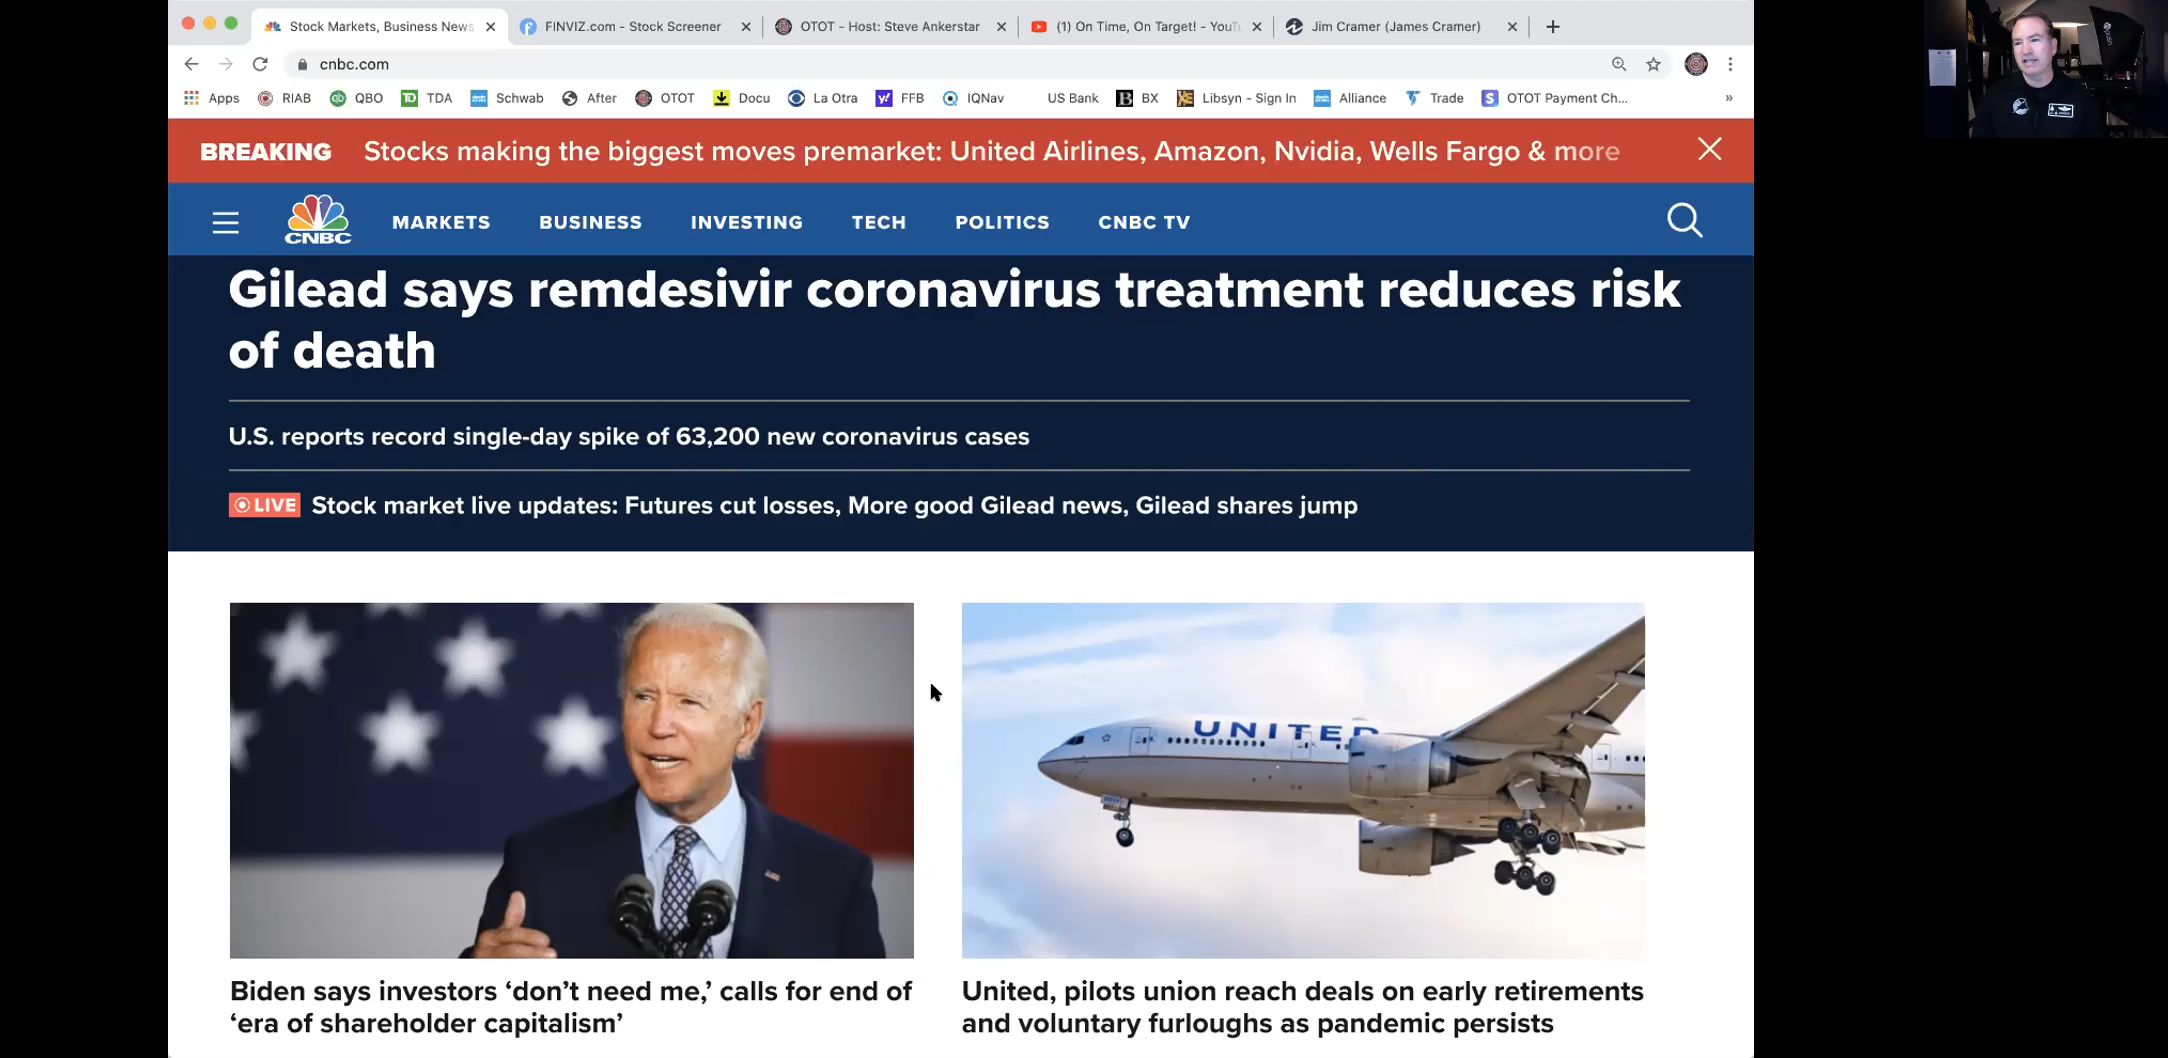 Stock Markets, Business News
FINVIZ.com - Stock Screener
OTOT - Host: Steve Ankerstar
(1) On Time, On Target! - YouTu
Jim Cramer (James Cramer)
cnbc.com
Apps
RIAB
QBO
TDA
Schwab
After
OTOT
Docu
La Otra
FFB
IQNav
US Bank
BX
Libsyn - Sign In
Alliance
Trade
OTOT Payment Ch...
BREAKING Stocks making the biggest moves premarket: United Airlines, Amazon, Nvidia, Wells Fargo & more
CNBC
MARKETS BUSINESS INVESTING TECH POLITICS CNBC TV
Gilead says remdesivir coronavirus treatment reduces risk
of death
U.S. reports record single-day spike of 63,200 new coronavirus cases
LIVE Stock market live updates: Futures cut losses, More good Gilead news, Gilead shares jump
UNITED
Biden says investors ‘don’t need me,’ calls for end of
‘era of shareholder capitalism’
United, pilots union reach deals on early retirements
and voluntary furloughs as pandemic persists